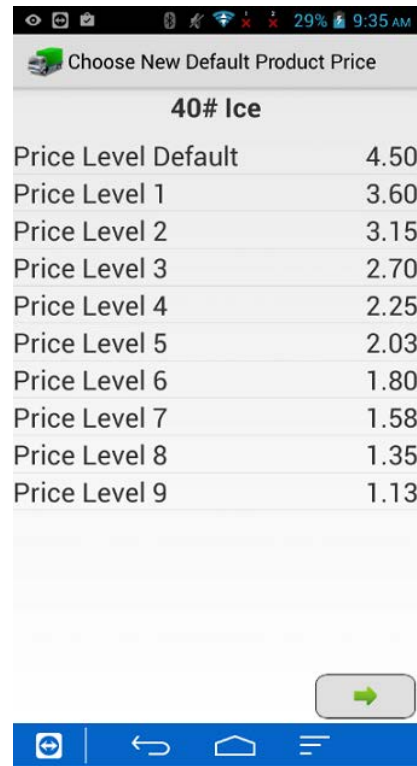 29% 9:35 AM
Choose New Default Product Price
40# Ice
Price Level Default 4.50
Price Level 1 3.60
Price Level 2 3.15
Price Level 3 2.70
Price Level 4 2.25
Price Level 5 2.03
Price Level 6 1.80
Price Level 7 1.58
Price Level 8 1.35
Price Level 9 1.13